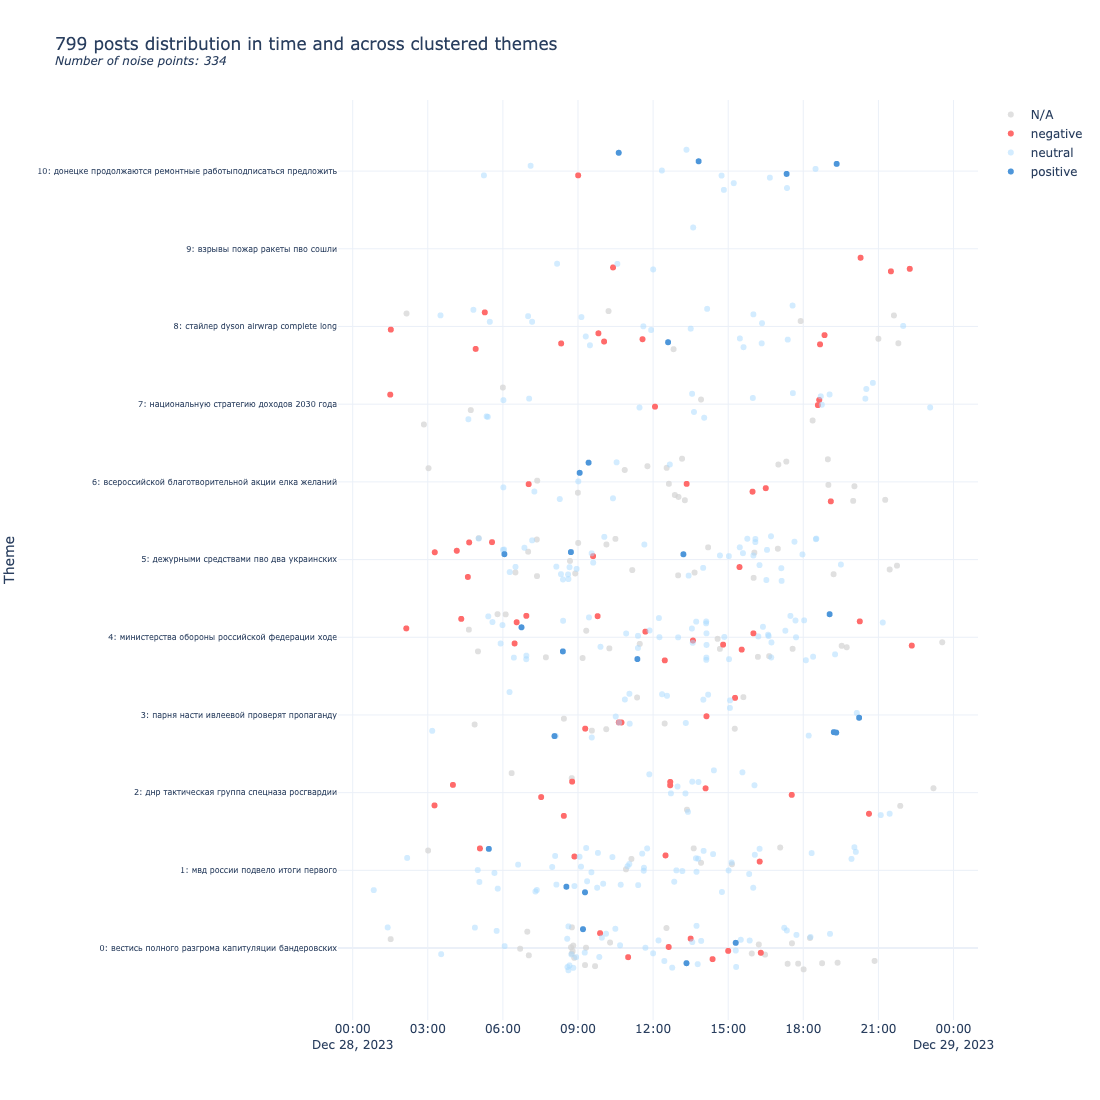 799 posts distribution in time and across clustered themes
Number of noise points: 334
N/A
negative
neutral
positive
10: донецке продолжаются ремонтные работыподписаться предложить
9: взрывы пожар ракеты пво сошли
8: стайлер dyson airwrap complete long
7: национальную стратегию доходов 2030 года
6: всероссийской благотворительной акции елка желаний
5: дежурными средствами пво два украинских
Theme
4: министерства обороны российской федерации ходе
3: парня насти ивлеевой проверят пропаганду
2: днр тактическая группа спецназа росгвардии
1: мвд россии подвело итоги первого
0: вестись полного разгрома капитуляции бандеровских
00:00 03:00 06:00 09:00 12:00 15:00 18:00 21:00 00:00
Dec 28, 2023 Dec 29, 2023